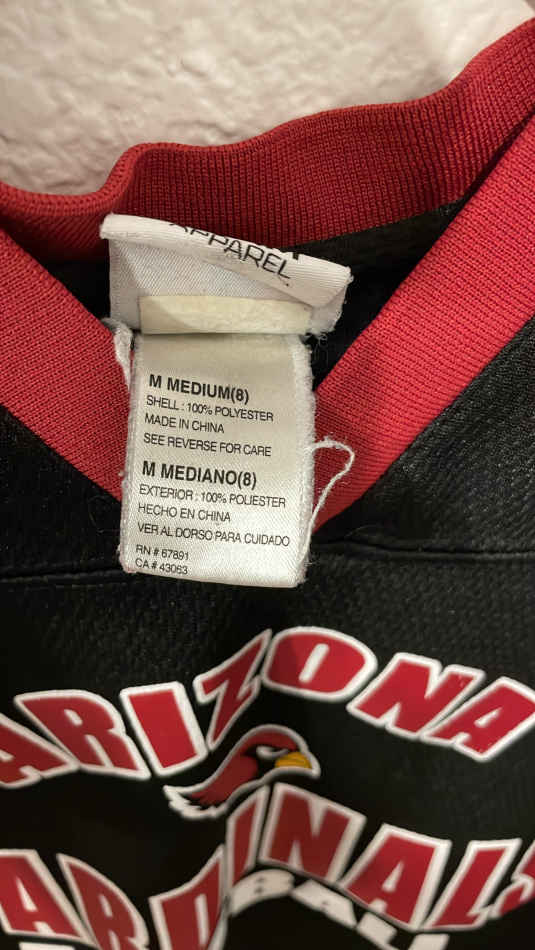 APPAREL
M MEDIUM(8)
SHELL : 100% POLYESTER
MADE IN CHINA
SEE REVERSE FOR CARE
M MEDIANO(8)
EXTERIOR : 100% POLIESTER
HECHO EN CHINA
VER AL DORSO PARA CUIDADO
RN # 67891
CA # 43063
ARIZONA
CARDINALS